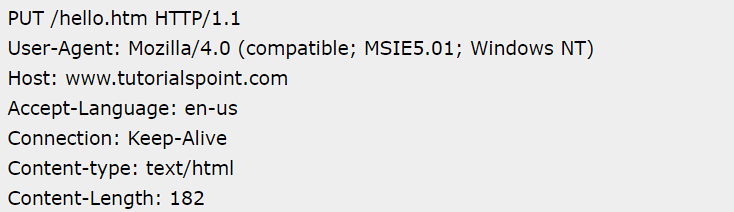 PUT /hello.htm HTTP/1.1
User-Agent: Mozilla/4.0 (compatible; MSIE5.01; Windows NT)
Host: www.tutorialspoint.com
Accept-Language: en-us
Connection: Keep-Alive
Content-type: text/html
Content-Length: 182